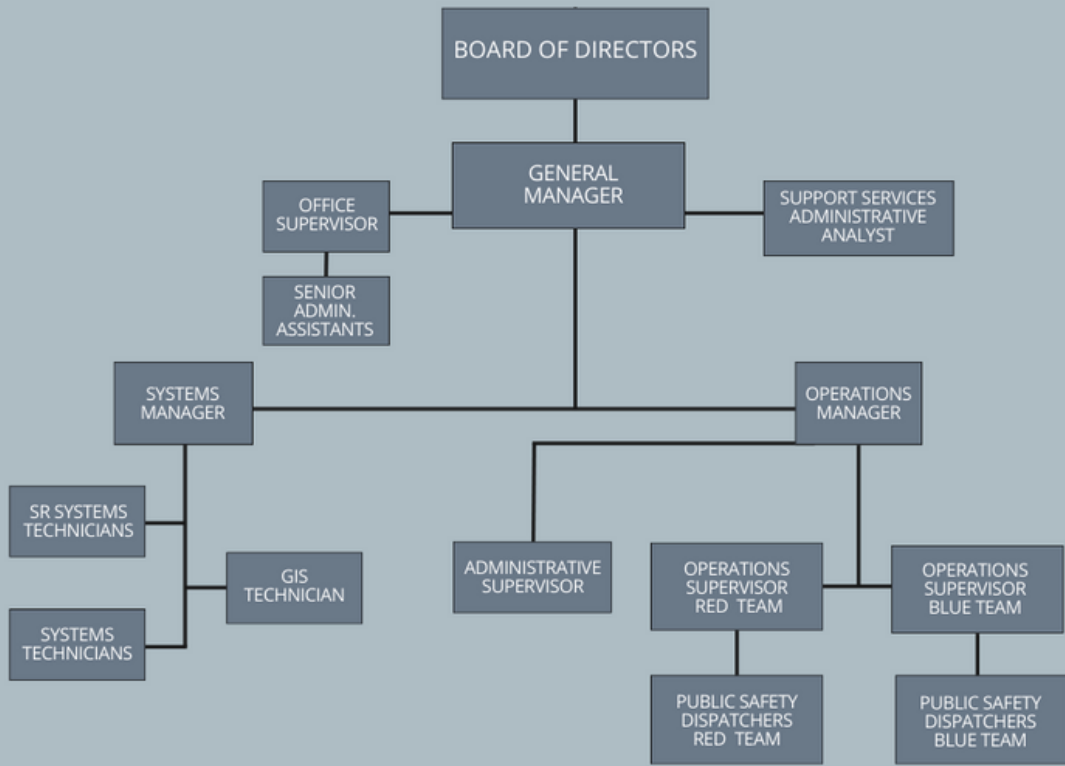 BOARD OF DIRECTORS
GENERAL
MANAGER
OFFICE
SUPERVISOR
SUPPORT SERVICES
ADMINISTRATIVE
ANALYST
SENIOR
ADMIN.
ASSISTANTS
SYSTEMS
MANAGER
OPERATIONS
MANAGER
SR SYSTEMS
TECHNICIANS
GIS
TECHNICIAN
SYSTEMS
TECHNICIANS
ADMINISTRATIVE
SUPERVISOR
OPERATIONS
SUPERVISOR
RED TEAM
OPERATIONS
SUPERVISOR
BLUE TEAM
PUBLIC SAFETY
DISPATCHERS
RED TEAM
PUBLIC SAFETY
DISPATCHERS
BLUE TEAM